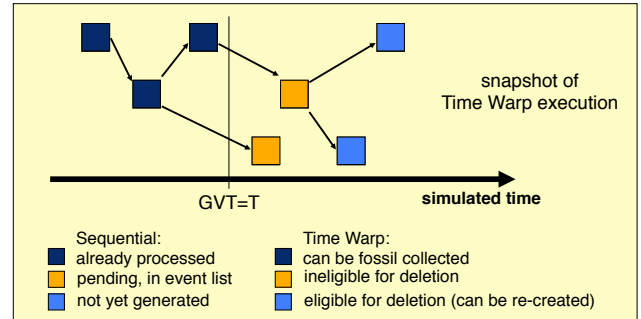 snapshot of
Time Warp execution
simulated time
GVT=T
Sequential:
already processed
pending, in event list
not yet generated
Time Warp:
can be fossil collected
ineligible for deletion
eligible for deletion (can be re-created)